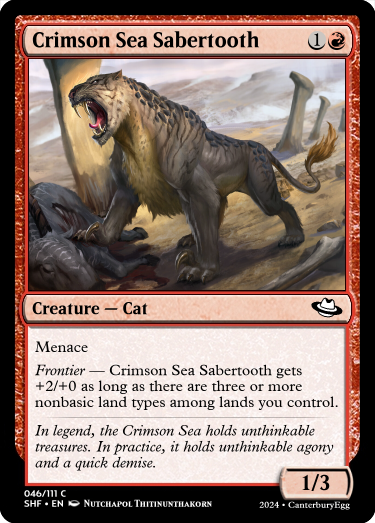 Crimson Sea Sabertooth 1
Creature — Cat
Menace
Frontier — Crimson Sea Sabertooth gets
+2/+0 as long as there are three or more
nonbasic land types among lands you control.
In legend, the Crimson Sea holds unthinkable
treasures. In practice, it holds unthinkable agony
and a quick demise.
1/3
046/111 C
SHF • EN Nutchapol Thitinunthakorn
2024 • CanterburyEgg